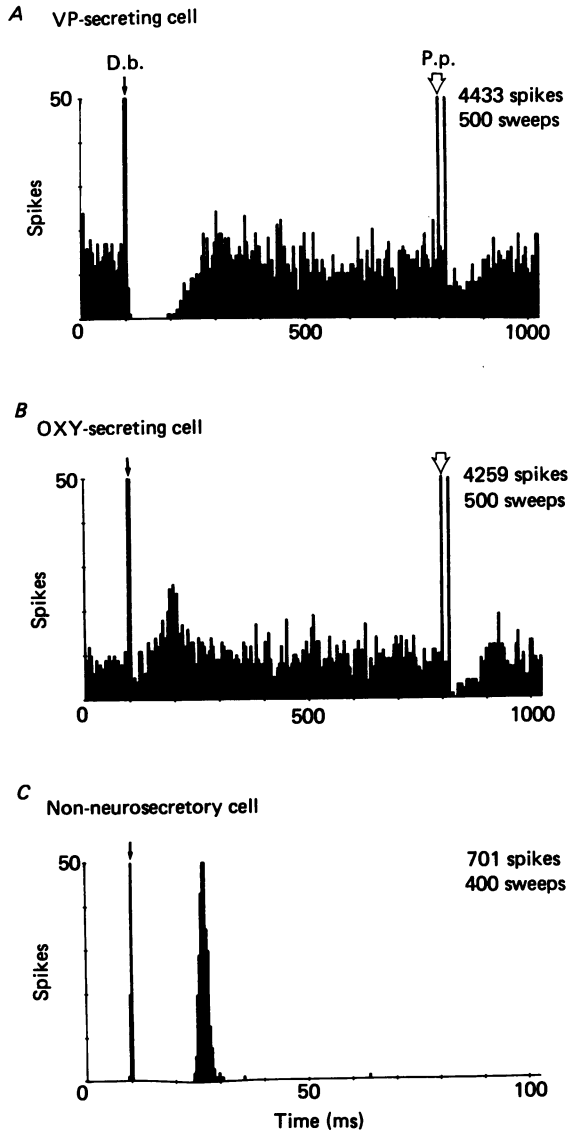 A VP-secreting cell
D.b. P.p.
50
4433 spikes
500 sweeps
Spikes
0 500 1000
B OXY-secreting cell
50
4259 spikes
500 sweeps
Spikes
0 500 1000
C Non-neurosecretory cell
50
701 spikes
400 sweeps
Spikes
0 50 100
Time (ms)